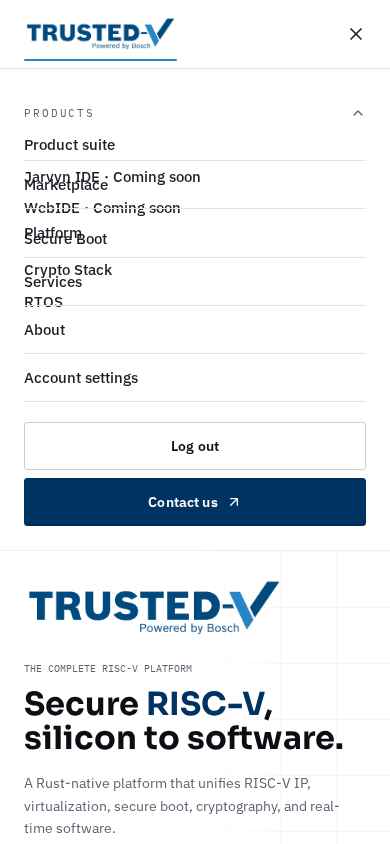 TRUSTED-V
Powered by Bosch
PRODUCTS
Product suite
Jarvyn IDE · Coming soon
Marketplace
WebIDE · Coming soon
Platform
Secure Boot
Crypto Stack
Services
RTOS
About
Account settings
Log out
Contact us
TRUSTED-V
Powered by Bosch
THE COMPLETE RISC-V PLATFORM
Secure RISC-V,
silicon to software.
A Rust-native platform that unifies RISC-V IP,
virtualization, secure boot, cryptography, and real-
time software.